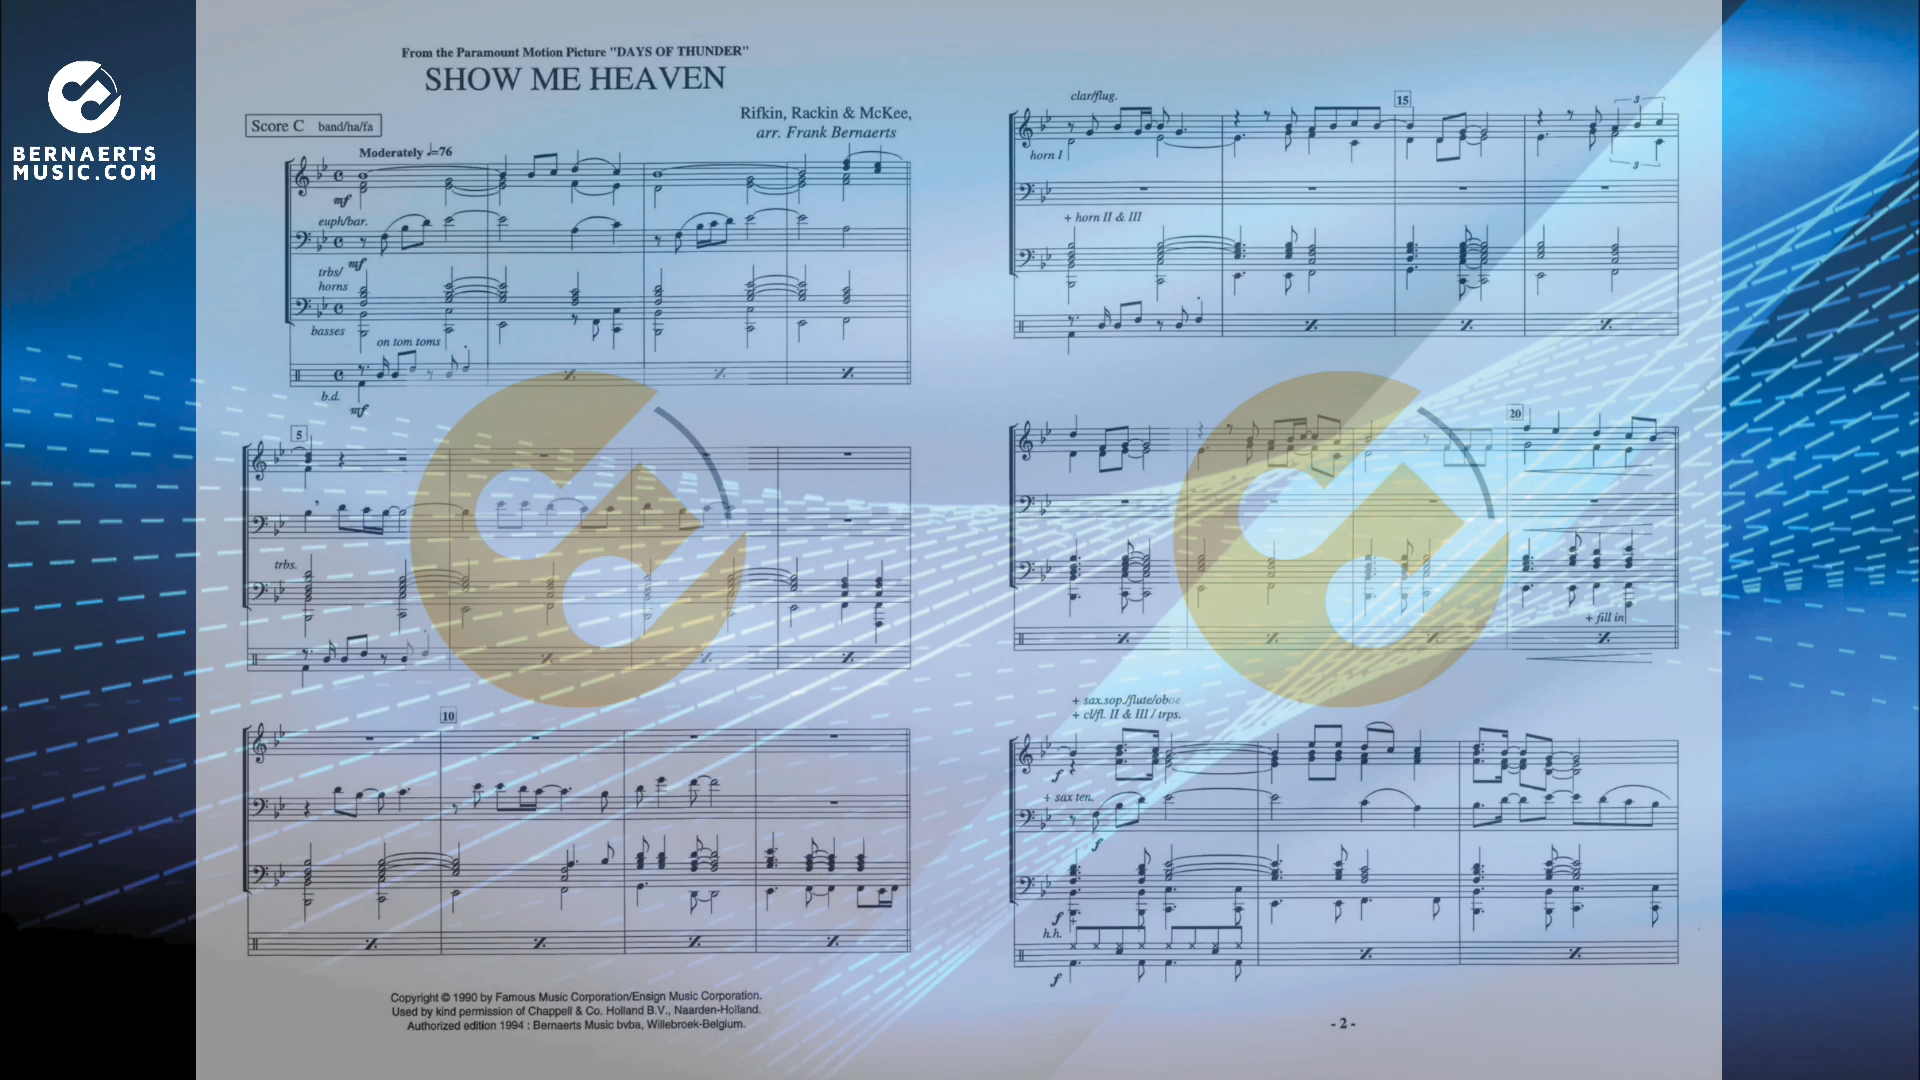 BERNAERTS
MUSIC.COM
From the Paramount Motion Picture "DAYS OF THUNDER"
SHOW ME HEAVEN
Rifkin, Rackin & McKee,
arr. Frank Bernaerts
Score C band/ha/fa
Moderately ♩=76
mf
euph/bar.
mf
trbs/
horns
basses
on tom toms
b.d.
mf
5
trbs.
10
Copyright © 1990 by Famous Music Corporation/Ensign Music Corporation.
Used by kind permission of Chappell & Co. Holland B.V., Naarden-Holland.
Authorized edition 1994 : Bernaerts Music bvba, Willebroek-Belgium.
clar/flug.
15
3
horn I
3
+ horn II & III
20
+ fill in
+ sax.sop./flute/oboe
+ cl/fl. II & III / trps.
f
+ sax ten.
f
f
h.h.
f
- 2 -